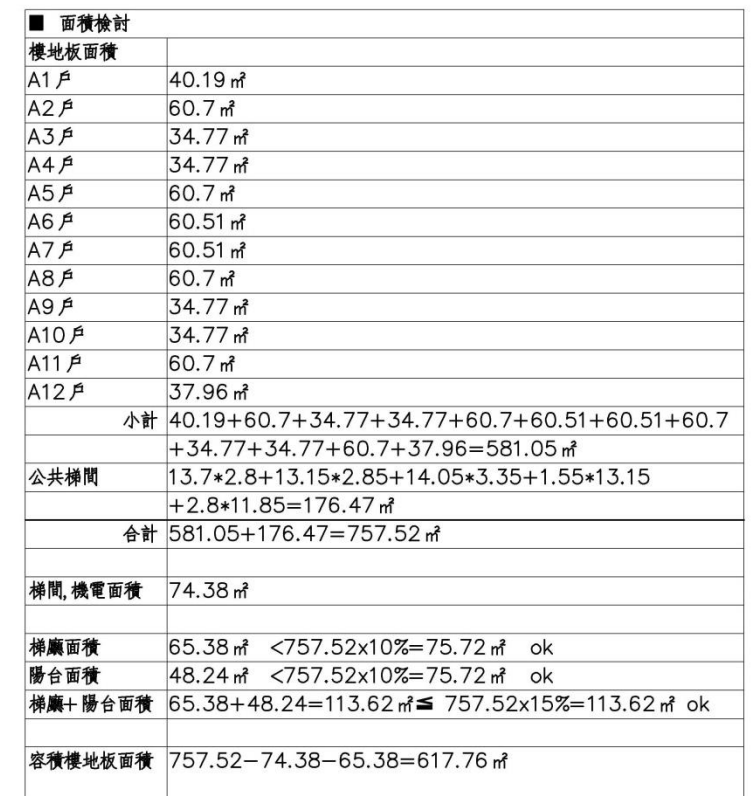 ■ 面積檢討
樓地板面積
A1戶 40.19㎡
A2戶 60.7㎡
A3戶 34.77㎡
A4戶 34.77㎡
A5戶 60.7㎡
A6戶 60.51㎡
A7戶 60.51㎡
A8戶 60.7㎡
A9戶 34.77㎡
A10戶 34.77㎡
A11戶 60.7㎡
A12戶 37.96㎡
小計 40.19+60.7+34.77+34.77+60.7+60.51+60.51+60.7
+34.77+34.77+60.7+37.96=581.05㎡
公共梯間 13.7*2.8+13.15*2.85+14.05*3.35+1.55*13.15
+2.8*11.85=176.47㎡
合計 581.05+176.47=757.52㎡
梯間,機電面積 74.38㎡
梯廳面積 65.38㎡ <757.52x10%=75.72㎡ ok
陽台面積 48.24㎡ <757.52x10%=75.72㎡ ok
梯廳+陽台面積 65.38+48.24=113.62㎡≦ 757.52x15%=113.62㎡ ok
容積樓地板面積 757.52-74.38-65.38=617.76㎡